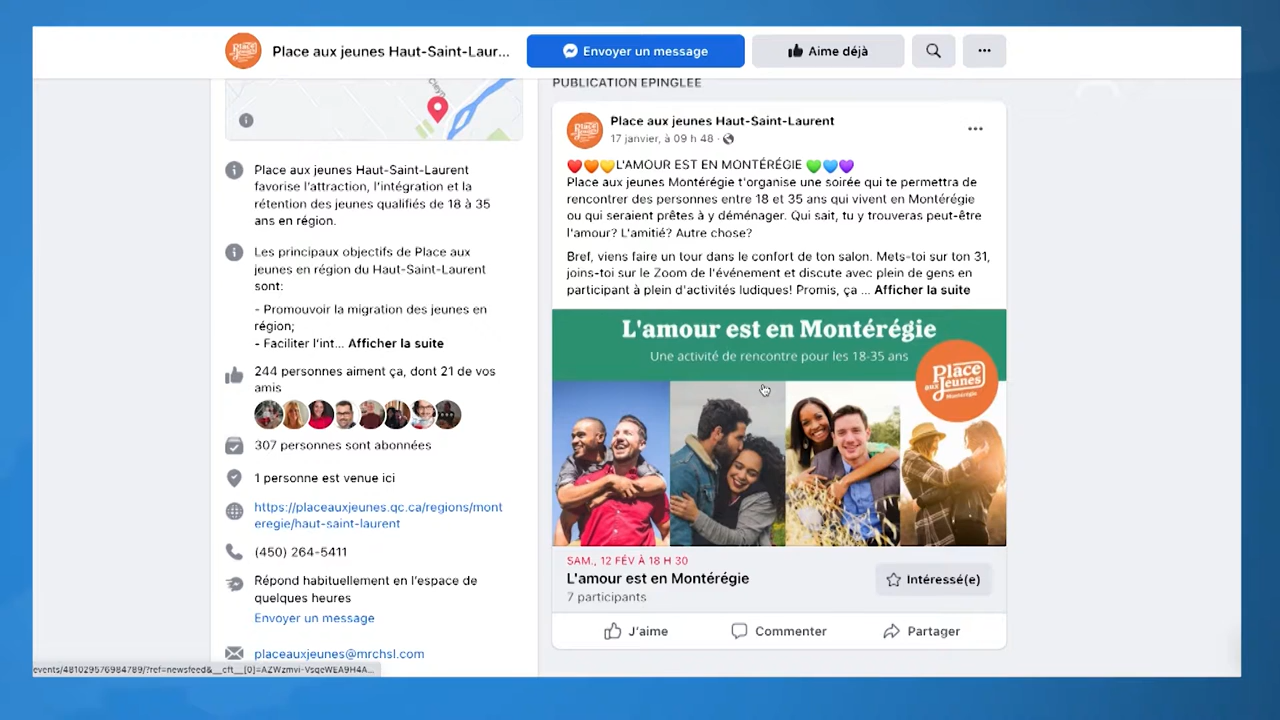 Place aux jeunes Haut-Saint-Laur...
Envoyer un message
Aime déjà
Place aux jeunes Haut-Saint-Laurent
favorise l'attraction, l'intégration et la
rétention des jeunes qualifiés de 18 à 35
ans en région.
Les principaux objectifs de Place aux
jeunes en région du Haut-Saint-Laurent
sont:
- Promouvoir la migration des jeunes en
région;
- Faciliter l'int... Afficher la suite
244 personnes aiment ça, dont 21 de vos
amis
307 personnes sont abonnées
1 personne est venue ici
https://placeauxjeunes.qc.ca/regions/mont
eregie/haut-saint-laurent
(450) 264-5411
Répond habituellement en l'espace de
quelques heures
Envoyer un message
placeauxjeunes@mrchsl.com
PUBLICATION ÉPINGLÉE
Place aux jeunes Haut-Saint-Laurent
17 janvier, à 09 h 48
L'AMOUR EST EN MONTÉRÉGIE
Place aux jeunes Montérégie t'organise une soirée qui te permettra de
rencontrer des personnes entre 18 et 35 ans qui vivent en Montérégie
ou qui seraient prêtes à y déménager. Qui sait, tu y trouveras peut-être
l'amour? L'amitié? Autre chose?
Bref, viens faire un tour dans le confort de ton salon. Mets-toi sur ton 31,
joins-toi sur le Zoom de l'événement et discute avec plein de gens en
participant à plein d'activités ludiques! Promis, ça ... Afficher la suite
L'amour est en Montérégie
Une activité de rencontre pour les 18-35 ans
Place
aux Jeunes
Montérégie
SAM., 12 FÉV À 18 H 30
L'amour est en Montérégie
7 participants
Intéressé(e)
J'aime
Commenter
Partager